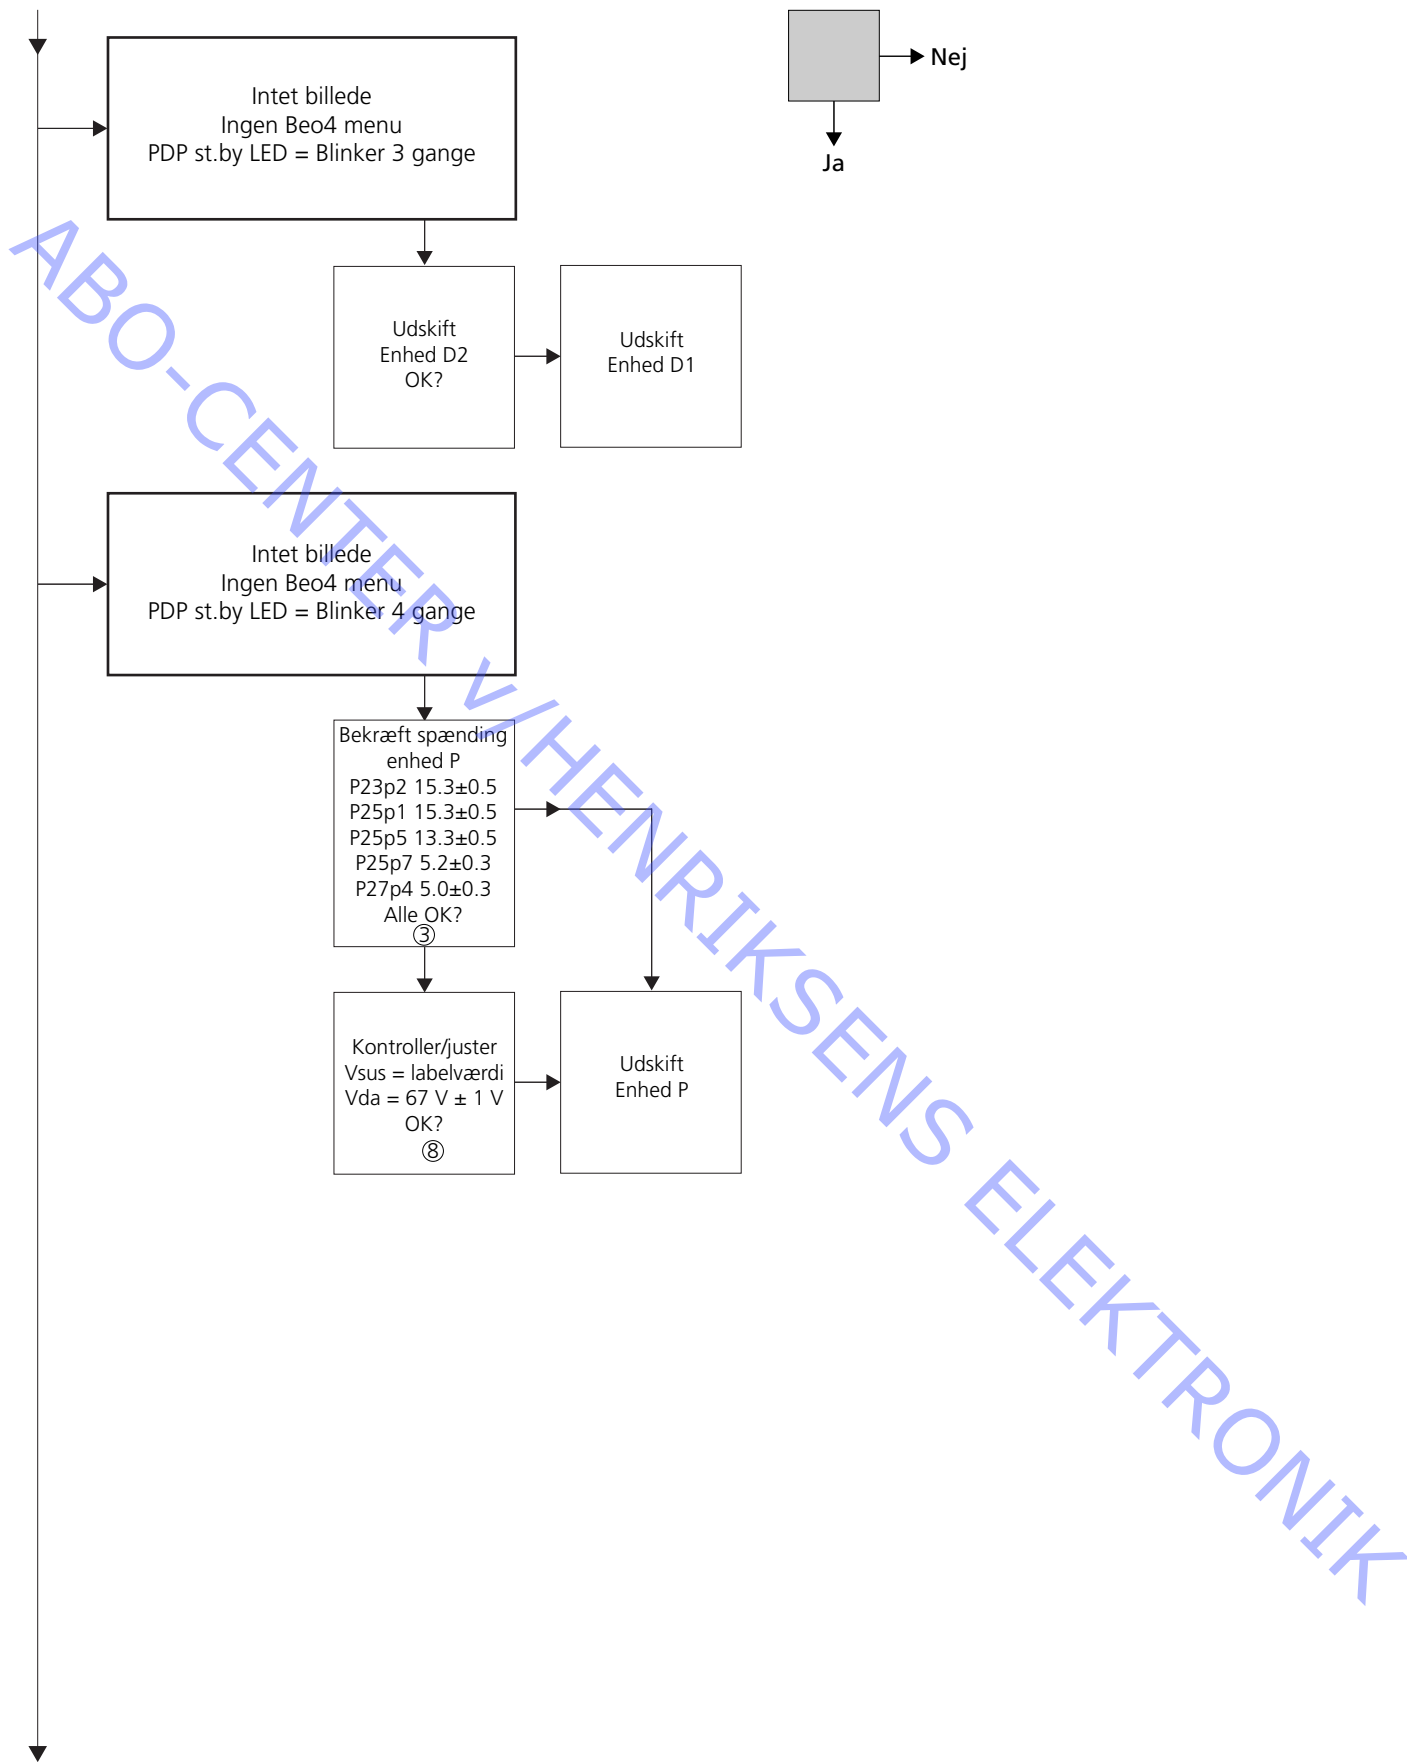 Intet billede
Ingen Beo4 menu
PDP st.by LED = Blinker 3 gange
Nej
Ja
Udskift
Enhed D2
OK?
Udskift
Enhed D1
Intet billede
Ingen Beo4 menu
PDP st.by LED = Blinker 4 gange
Bekræft spænding
enhed P
P23p2 15.3±0.5
P25p1 15.3±0.5
P25p5 13.3±0.5
P25p7 5.2±0.3
P27p4 5.0±0.3
Alle OK?
③
Kontroller/juster
Vsus = labelværdi
Vda = 67 V ± 1 V
OK?
⑧
Udskift
Enhed P
ABO-CENTER v/HENRIKSENS ELEKTRONIK